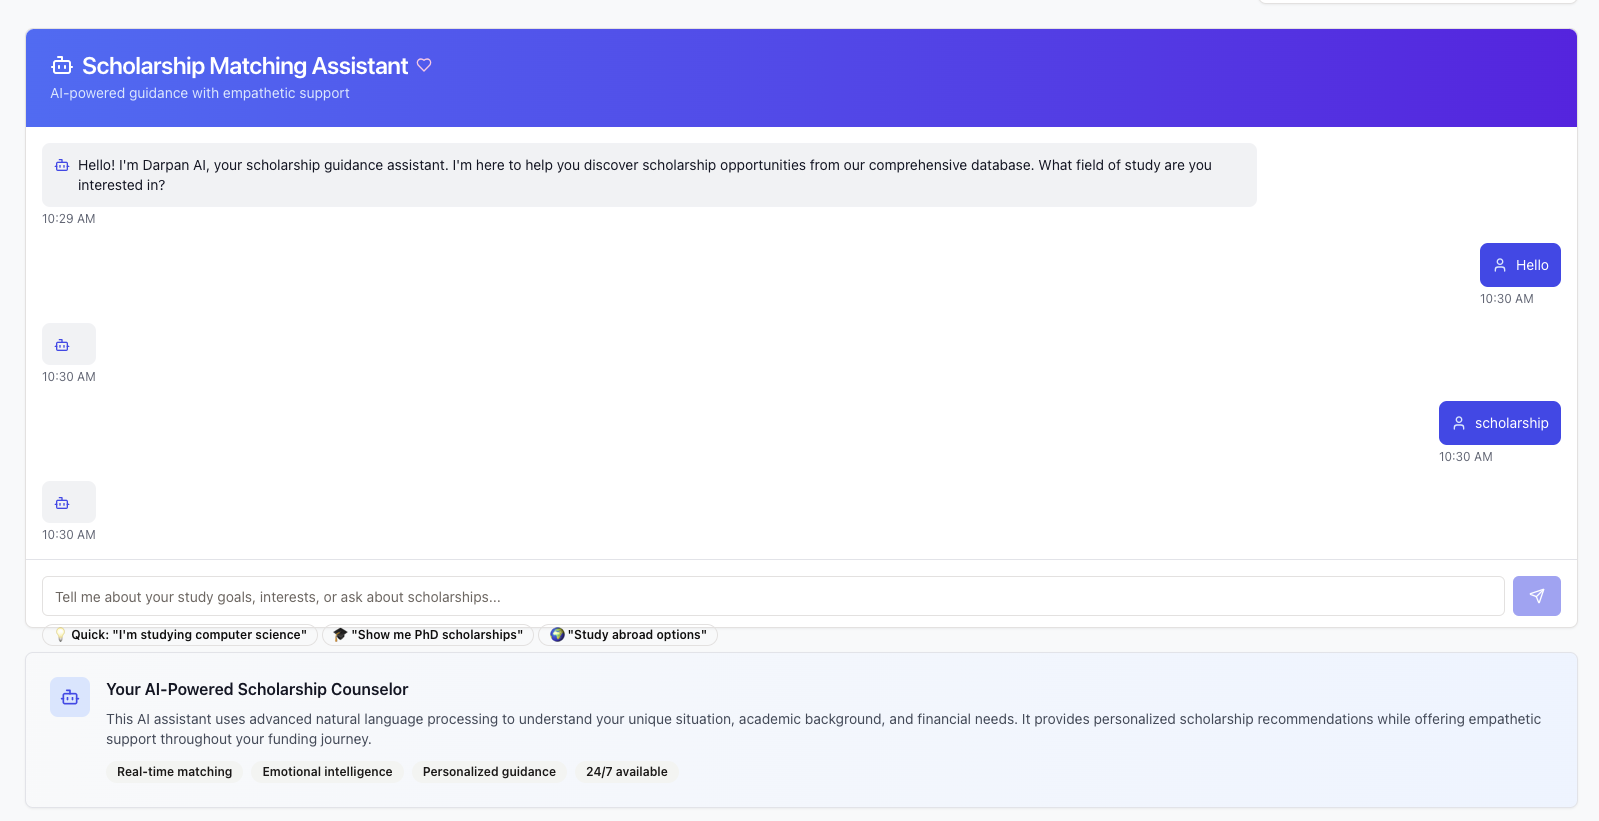 Scholarship Matching Assistant
AI-powered guidance with empathetic support
Hello! I'm Darpan AI, your scholarship guidance assistant. I'm here to help you discover scholarship opportunities from our comprehensive database. What field of study are you
interested in?
10:29 AM
Hello
10:30 AM
10:30 AM
scholarship
10:30 AM
10:30 AM
Tell me about your study goals, interests, or ask about scholarships...
💡 Quick: "I'm studying computer science" 🎓 "Show me PhD scholarships" 🌍 "Study abroad options"
Your AI-Powered Scholarship Counselor
This AI assistant uses advanced natural language processing to understand your unique situation, academic background, and financial needs. It provides personalized scholarship recommendations while offering empathetic
support throughout your funding journey.
Real-time matching Emotional intelligence Personalized guidance 24/7 available